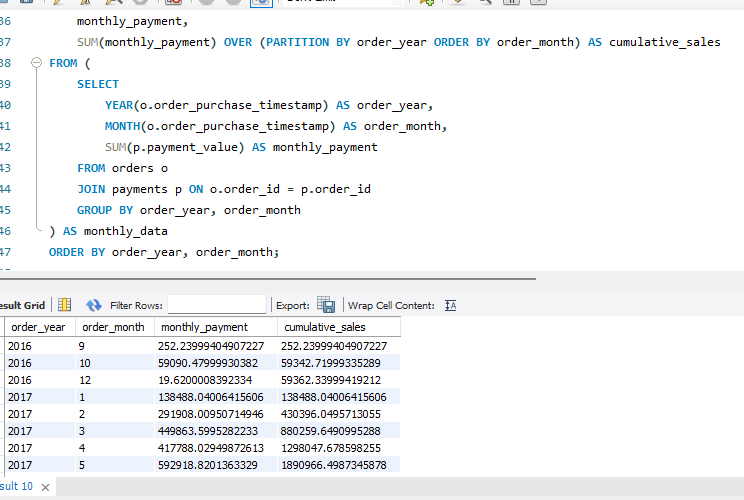 36 monthly_payment,
37 SUM(monthly_payment) OVER (PARTITION BY order_year ORDER BY order_month) AS cumulative_sales
38 FROM (
39 SELECT
40 YEAR(o.order_purchase_timestamp) AS order_year,
41 MONTH(o.order_purchase_timestamp) AS order_month,
42 SUM(p.payment_value) AS monthly_payment
43 FROM orders o
44 JOIN payments p ON o.order_id = p.order_id
45 GROUP BY order_year, order_month
46 ) AS monthly_data
47 ORDER BY order_year, order_month;
esult Grid Filter Rows: Export: Wrap Cell Content:
order_year order_month monthly_payment cumulative_sales
2016 9 252.23999404907227 252.23999404907227
2016 10 59090.47999930382 59342.71999335289
2016 12 19.6200008392334 59362.33999419212
2017 1 138488.04006415606 138488.04006415606
2017 2 291908.00950714946 430396.0495713055
2017 3 449863.5995282233 880259.6490995288
2017 4 417788.02949872613 1298047.678598255
2017 5 592918.8201363329 1890966.4987345878
sult 10